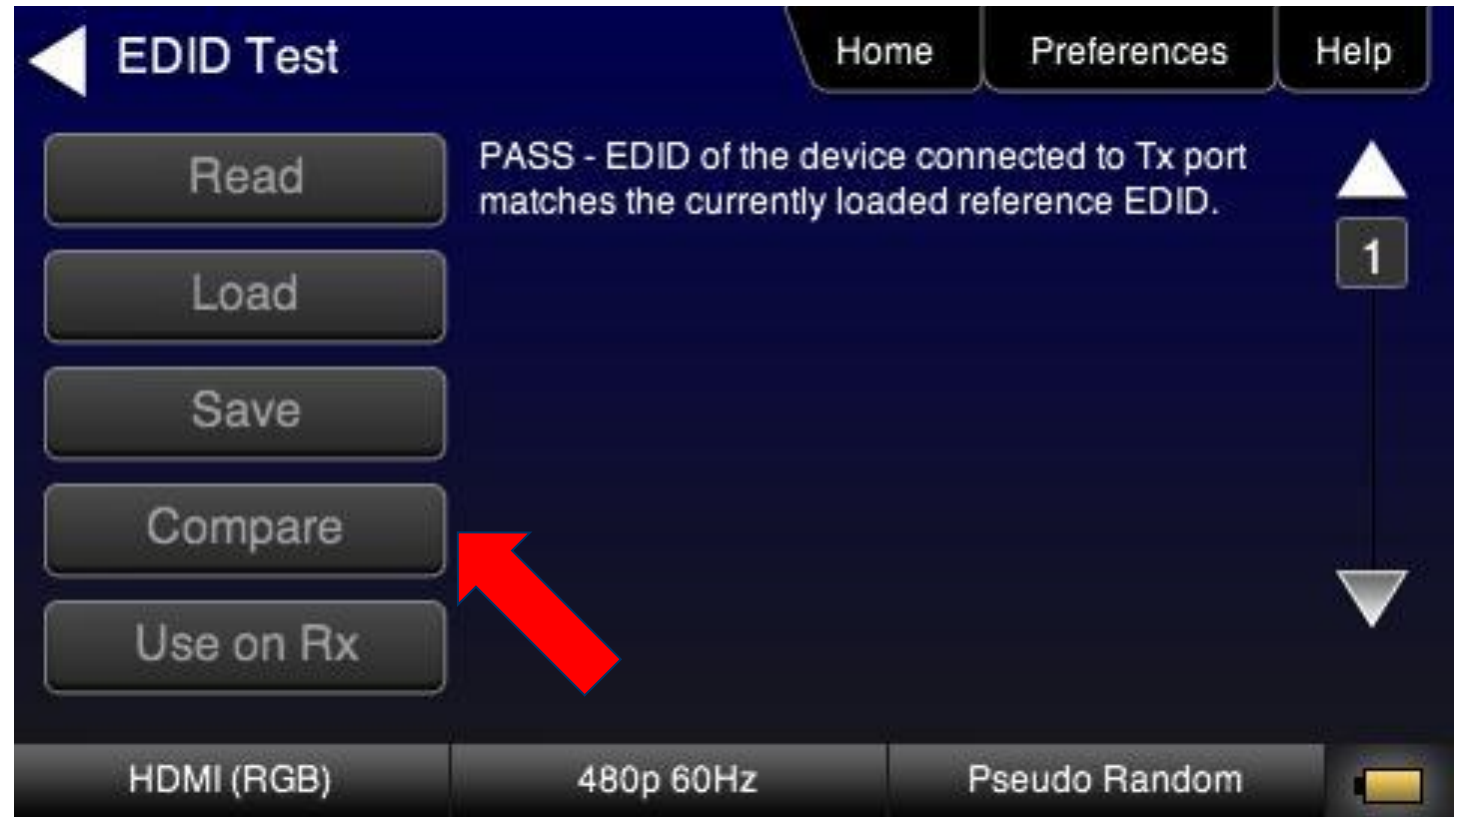 EDID Test
Home
Preferences
Help
Read
PASS - EDID of the device connected to Tx port
matches the currently loaded reference EDID.
1
Load
Save
Compare
Use on Rx
HDMI (RGB)
480p 60Hz
Pseudo Random